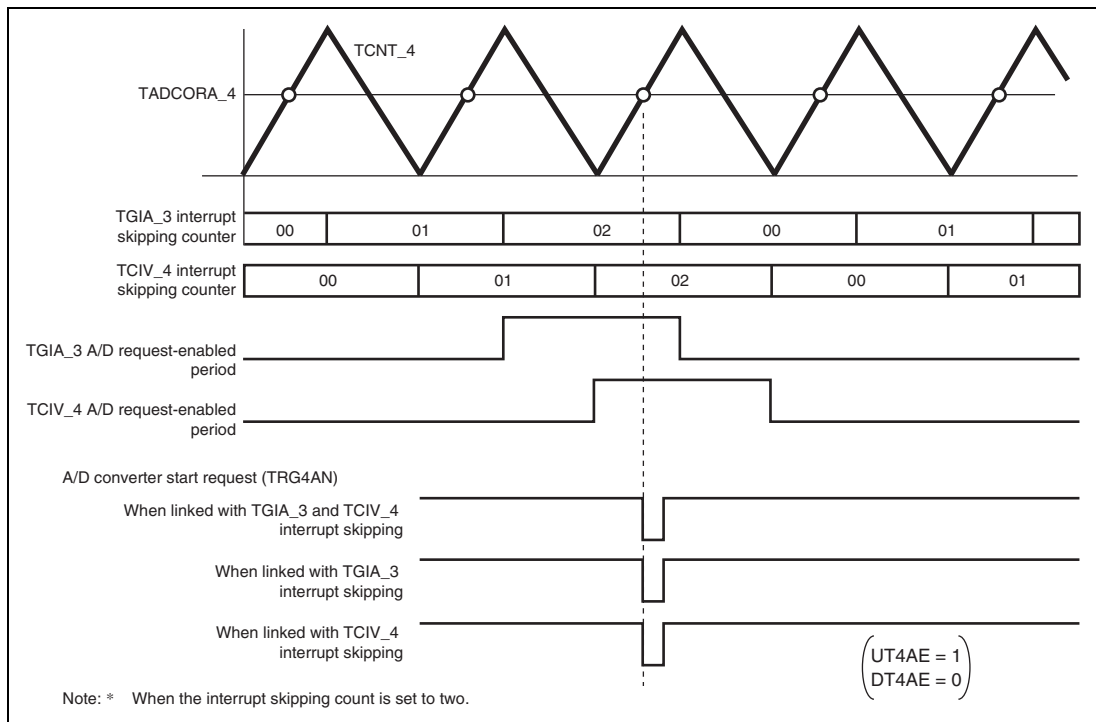 TCNT_4
TADCORA_4
TGIA_3 interrupt
skipping counter
00 01 02 00 01
TCIV_4 interrupt
skipping counter
00 01 02 00 01
TGIA_3 A/D request-enabled
period
TCIV_4 A/D request-enabled
period
A/D converter start request (TRG4AN)
When linked with TGIA_3 and TCIV_4
interrupt skipping
When linked with TGIA_3
interrupt skipping
When linked with TCIV_4
interrupt skipping
UT4AE = 1
DT4AE = 0
Note: * When the interrupt skipping count is set to two.